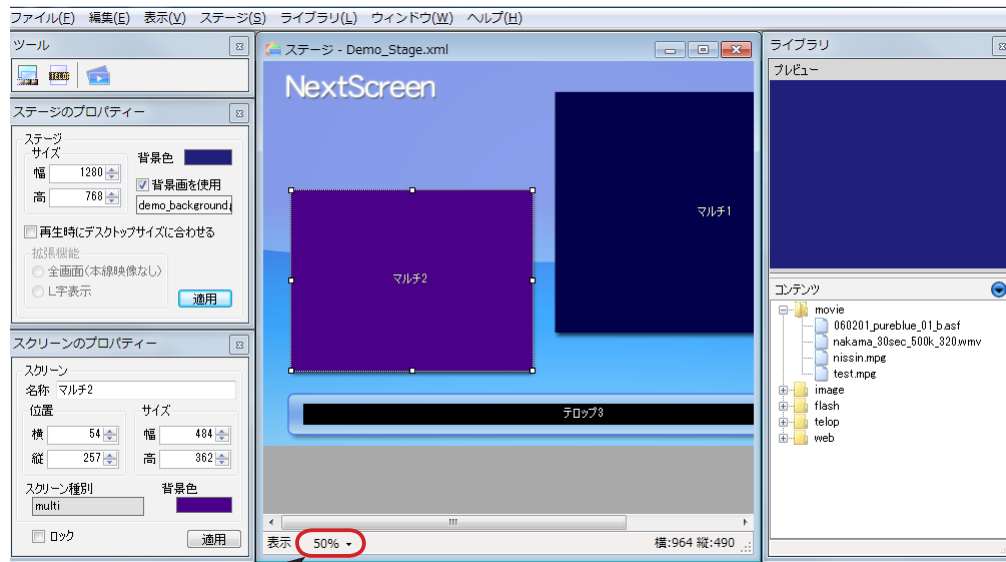 ファイル(F) 編集(E) 表示(V) ステージ(S) ライブラリ(L) ウィンドウ(W) ヘルプ(H)
ツール
TELOP
ステージのプロパティー
ステージ
サイズ
幅 1280
高 768
背景色
背景画を使用
demo_background
再生時にデスクトップサイズに合わせる
拡張機能
全画面(本線映像なし)
L字表示
適用
スクリーンのプロパティー
スクリーン
名称 マルチ2
位置
横 54
縦 257
サイズ
幅 484
高 362
スクリーン種別
multi
背景色
ロック
適用
ステージ - Demo_Stage.xml
NextScreen
マルチ1
マルチ2
テロップ3
表示 50%
横:964 縦:490
ライブラリ
プレビュー
コンテンツ
movie
060201_pureblue_01_b.asf
nakama_30sec_500k_320.wmv
nissin.mpg
test.mpg
image
flash
telop
web